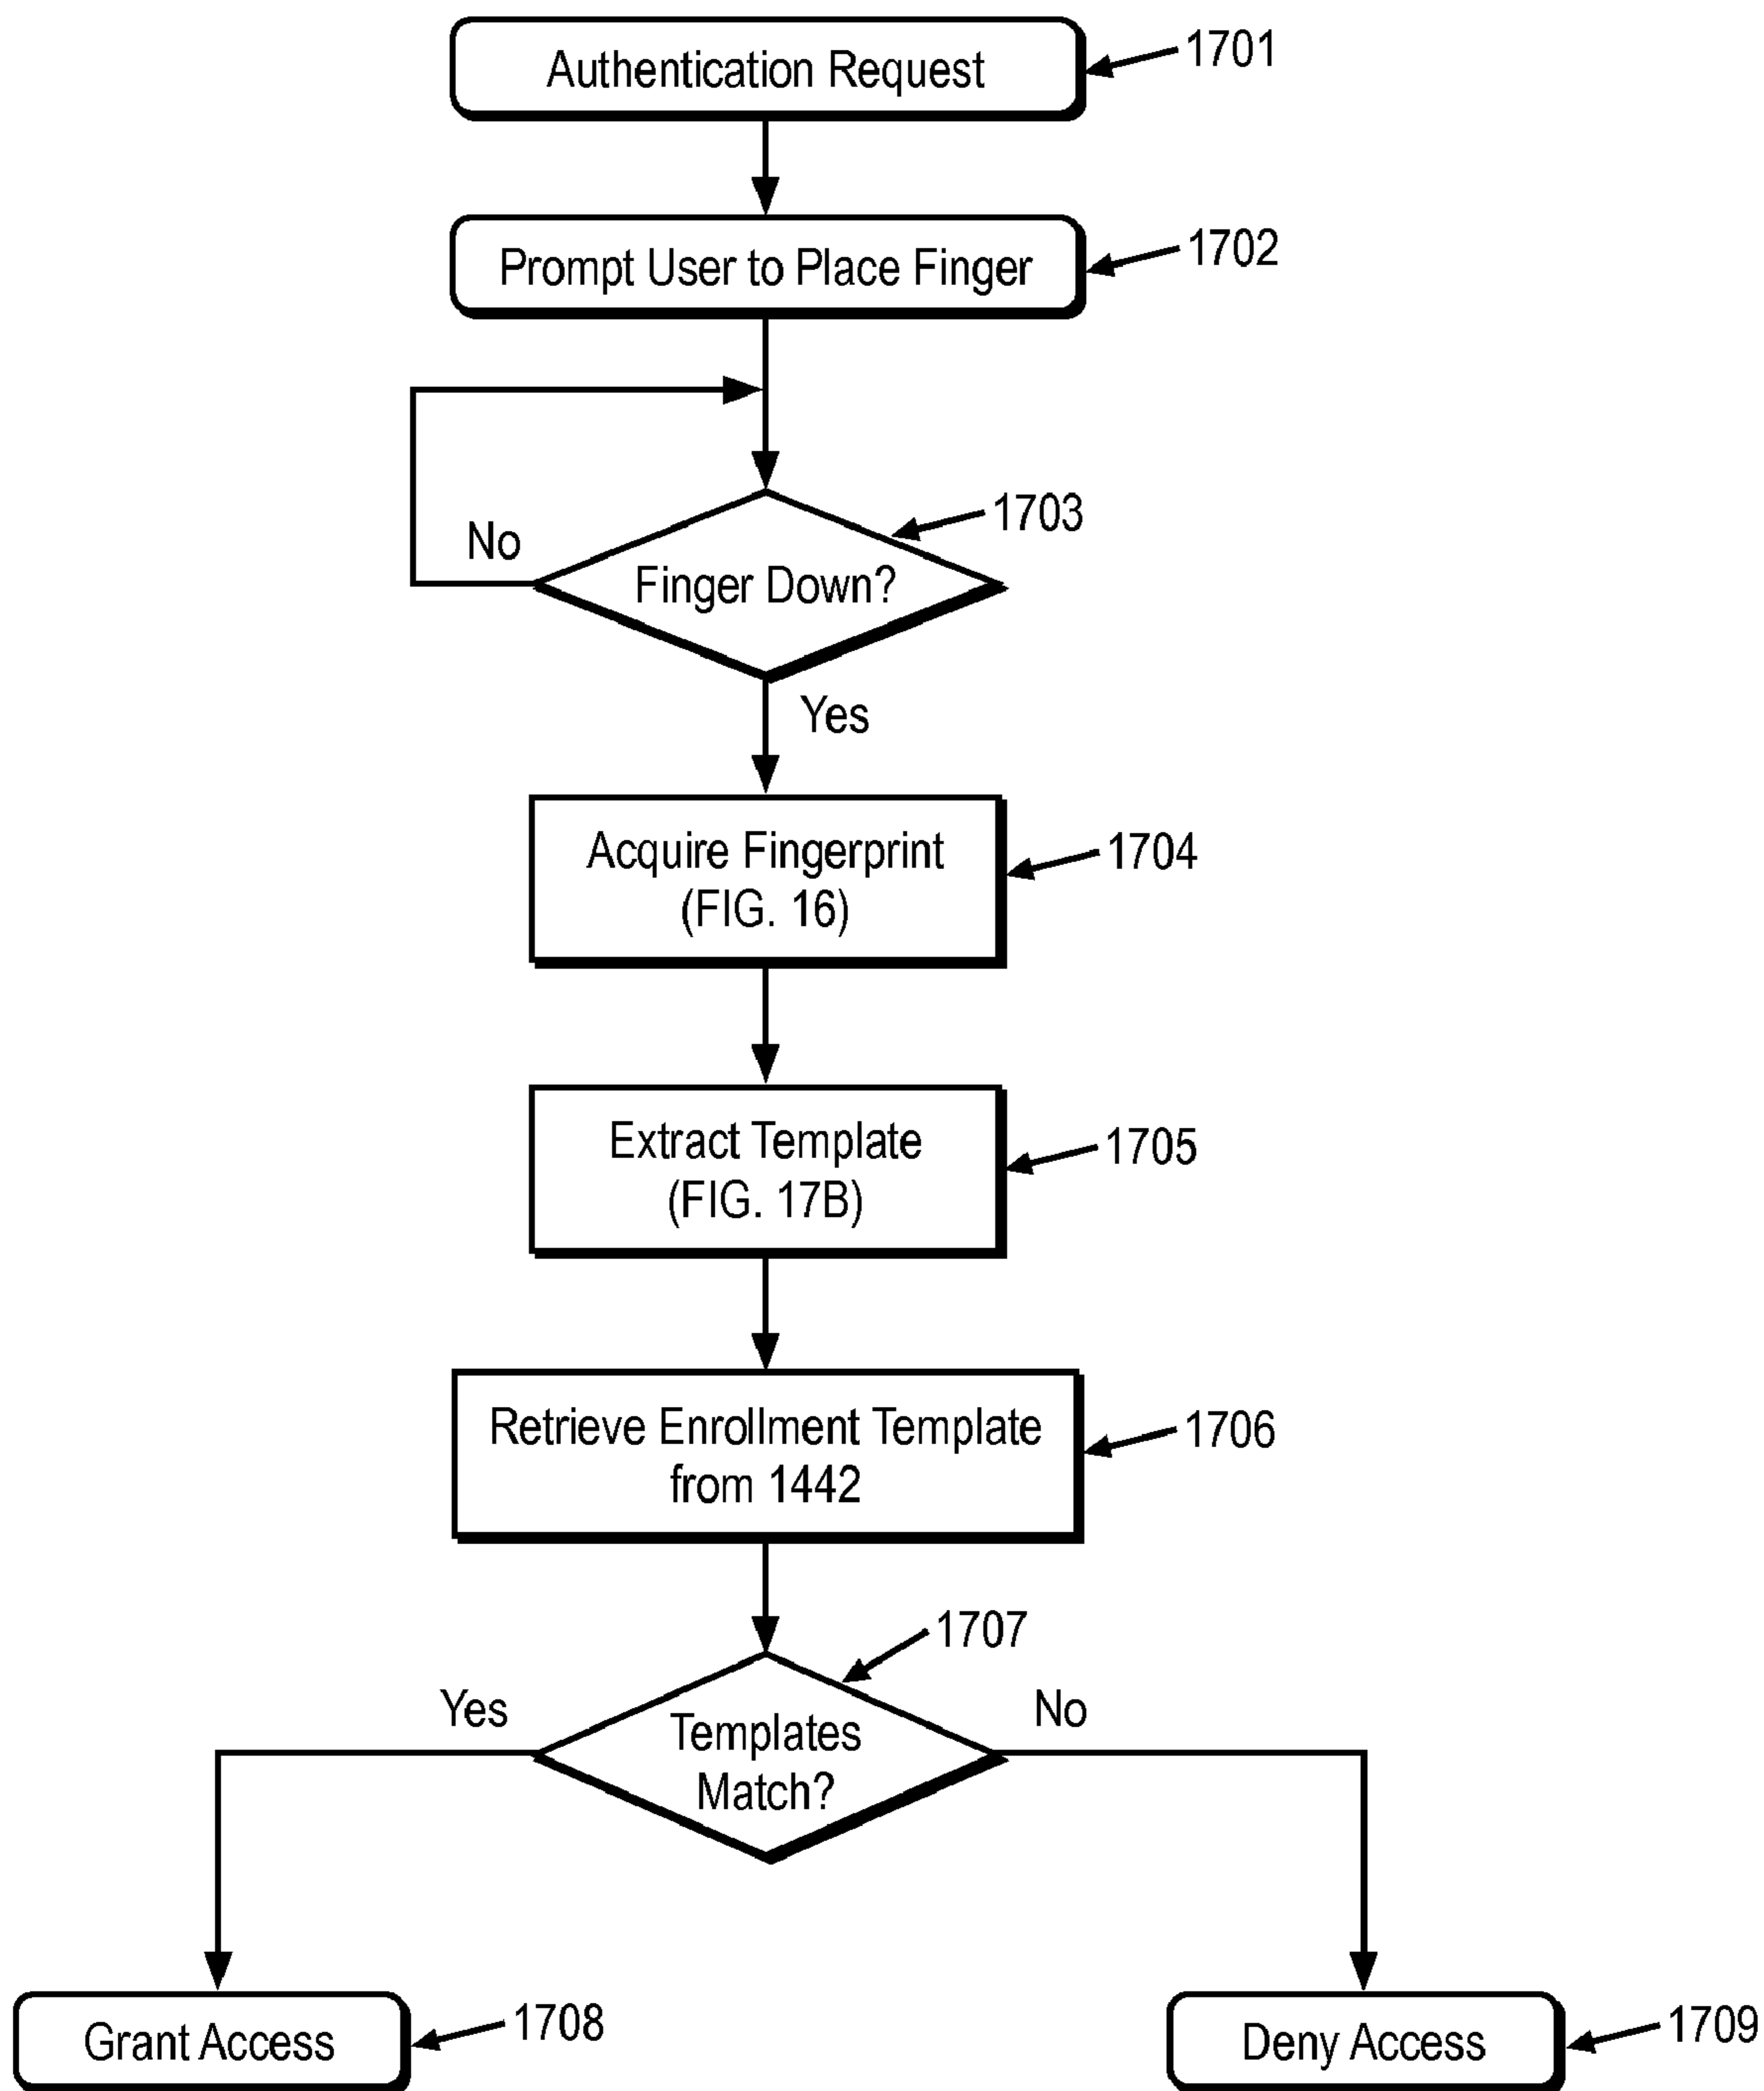 Authentication Request
1701
Prompt User to Place Finger
1702
1703
No
Finger Down?
Yes
Acquire Fingerprint
(FIG. 16)
1704
Extract Template
(FIG. 17B)
1705
Retrieve Enrollment Template
from 1442
1706
1707
Yes
No
Templates
Match?
Grant Access
1708
Deny Access
1709